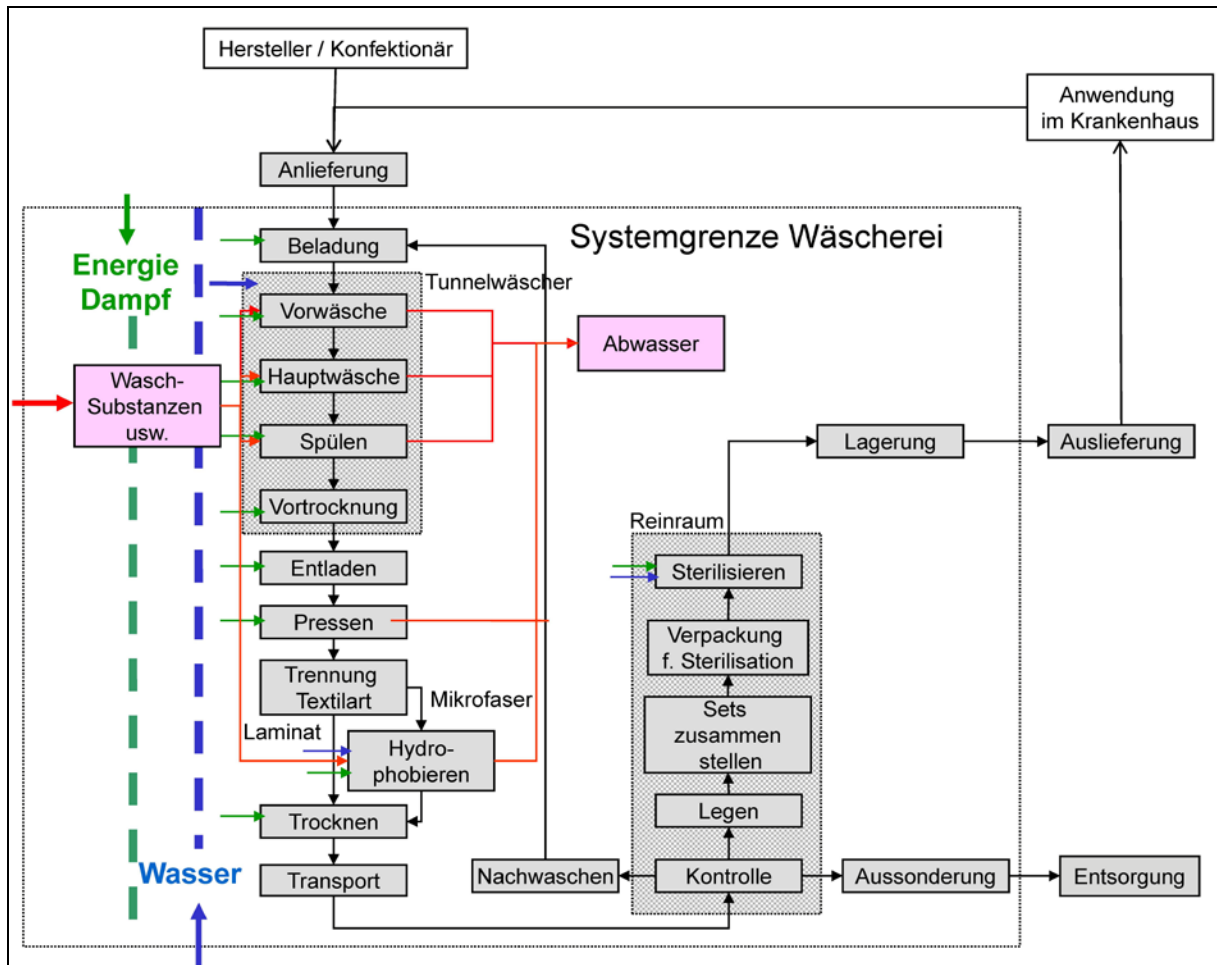 Hersteller / Konfektionär
Anwendung
im Krankenhaus
Anlieferung
Systemgrenze Wäscherei
Beladung
Energie
Dampf
Tunnelwäscher
Vorwäsche
Abwasser
Hauptwäsche
Wasch-
Substanzen
usw.
Spülen
Lagerung
Auslieferung
Vortrocknung
Reinraum
Entladen
Sterilisieren
Pressen
Verpackung
f. Sterilisation
Trennung
Textilart
Mikrofaser
Laminat
Sets
zusammen
stellen
Hydro-
phobieren
Legen
Trocknen
Wasser
Transport
Nachwaschen
Kontrolle
Aussonderung
Entsorgung